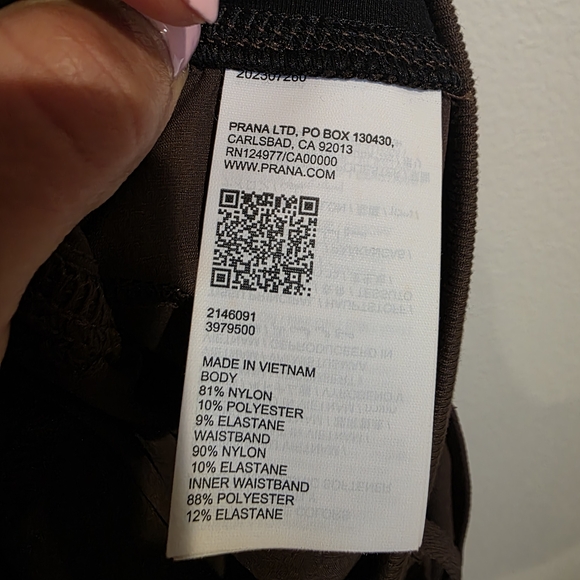 202307260
PRANA LTD, PO BOX 130430,
CARLSBAD, CA 92013
RN124977/CA00000
WWW.PRANA.COM
2146091
3979500
MADE IN VIETNAM
BODY
81% NYLON
10% POLYESTER
9% ELASTANE
WAISTBAND
90% NYLON
10% ELASTANE
INNER WAISTBAND
88% POLYESTER
12% ELASTANE